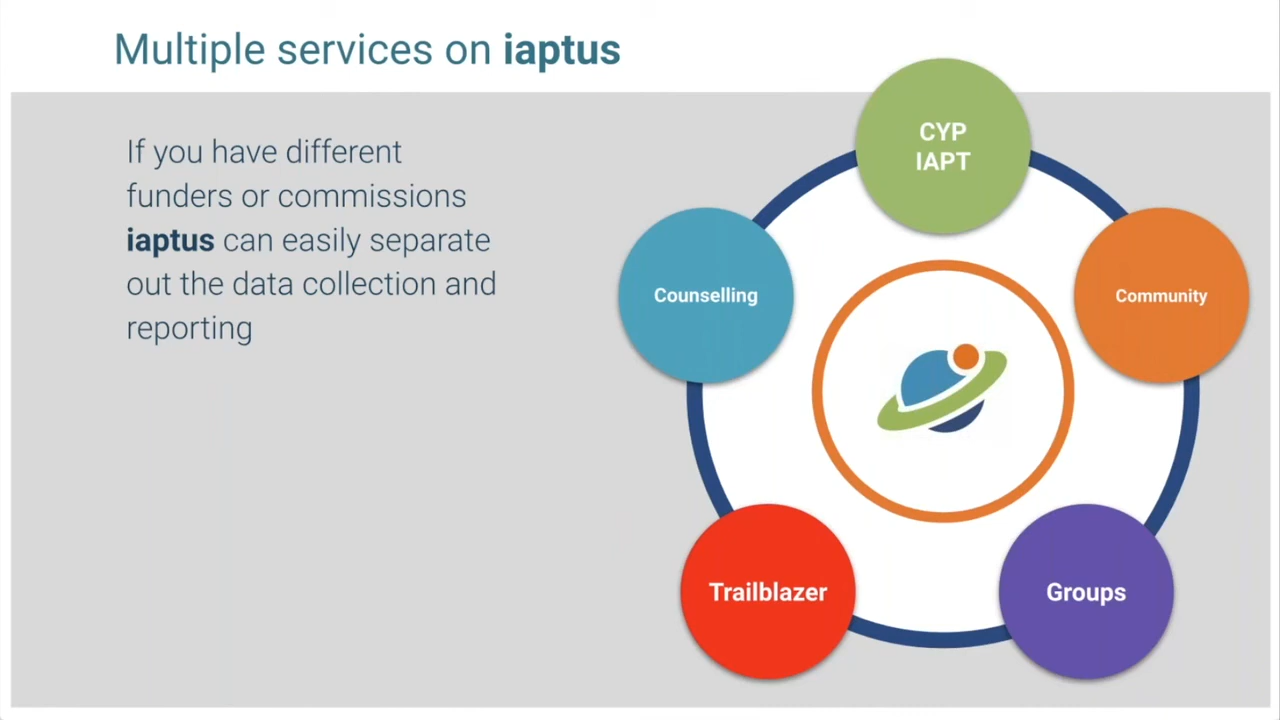 Multiple services on iaptus
If you have different
funders or commissions
iaptus can easily separate
out the data collection and
reporting
CYP
IAPT
Counselling
Community
Trailblazer
Groups